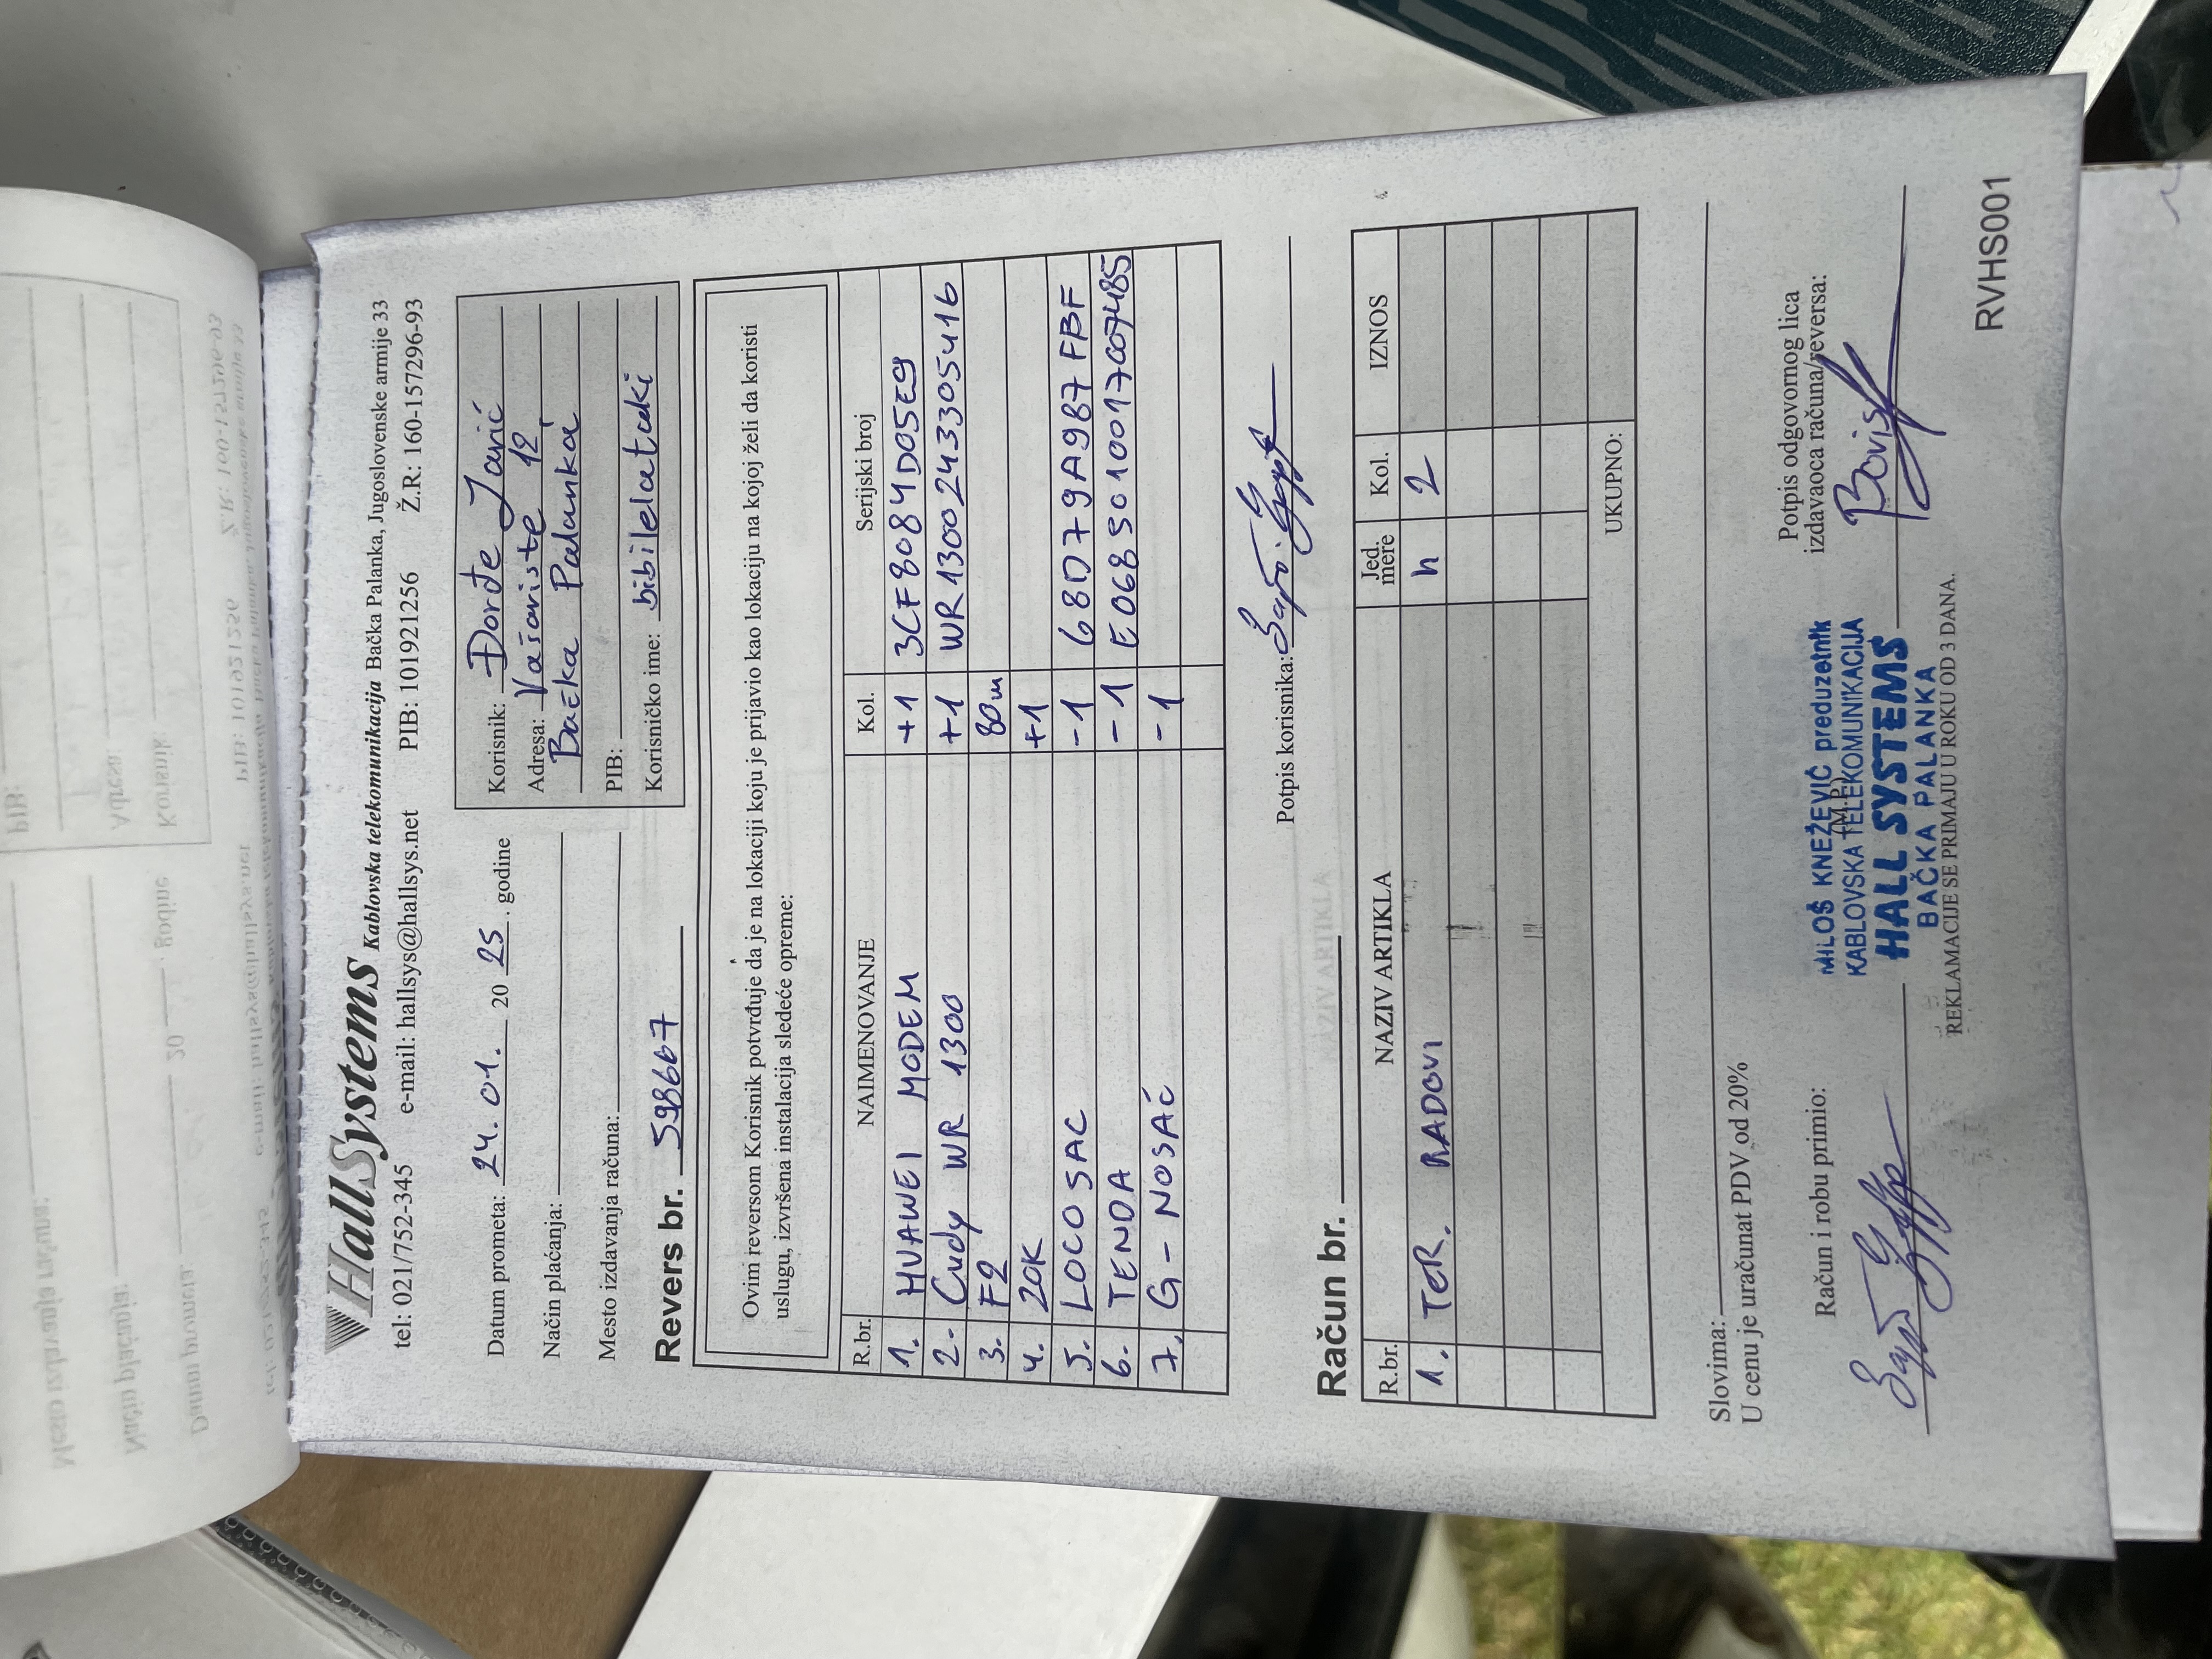 HallSystems Kablovska telekomunikacija Bačka Palanka, Jugoslovenske armije 33
tel: 021/752-345 e-mail: hallsys@hallsys.net PIB: 101921256 Ž.R: 160-157296-93
Datum prometa: 24.01. 20 25. godine
Način plaćanja:
Mesto izdavanja računa:
Korisnik: Đorđe Janić
Adresa: Vašariste 12,
Bačka Palanka
PIB:
Korisničko ime: bibilelcatuki
Revers br. 598667
Ovim reversom Korisnik potvrđuje da je na lokaciji koju je prijavio kao lokaciju na kojoj želi da koristi
uslugu, izvršena instalacija sledeće opreme:
R.br. NAIMENOVANJE Kol. Serijski broj
1. HUAWEI MODEM +1 3CF8084D05E9
2. Cudy WR 1300 +1 WR1300243305416
3. F2 80m
4. 20K +1
5. LOCO 5AC -1 68D79A987FBF
6. TENDA -1 E0685010017007485
7. G-NOSAČ -1
Potpis korisnika:
Račun br.
R.br. NAZIV ARTIKLA Jed. mere Kol. IZNOS
1. TER. RADOVI h 2
UKUPNO:
Slovima:
U cenu je uračunat PDV od 20%
Račun i robu primio:
(M.P.)
Potpis odgovornog lica
izdavaoca računa/reversa:
MILOŠ KNEŽEVIĆ preduzetnik
KABLOVSKA TELEKOMUNIKACIJA
HALL SYSTEMS
BAČKA PALANKA
REKLAMACIJE SE PRIMAJU U ROKU OD 3 DANA.
RVHS001